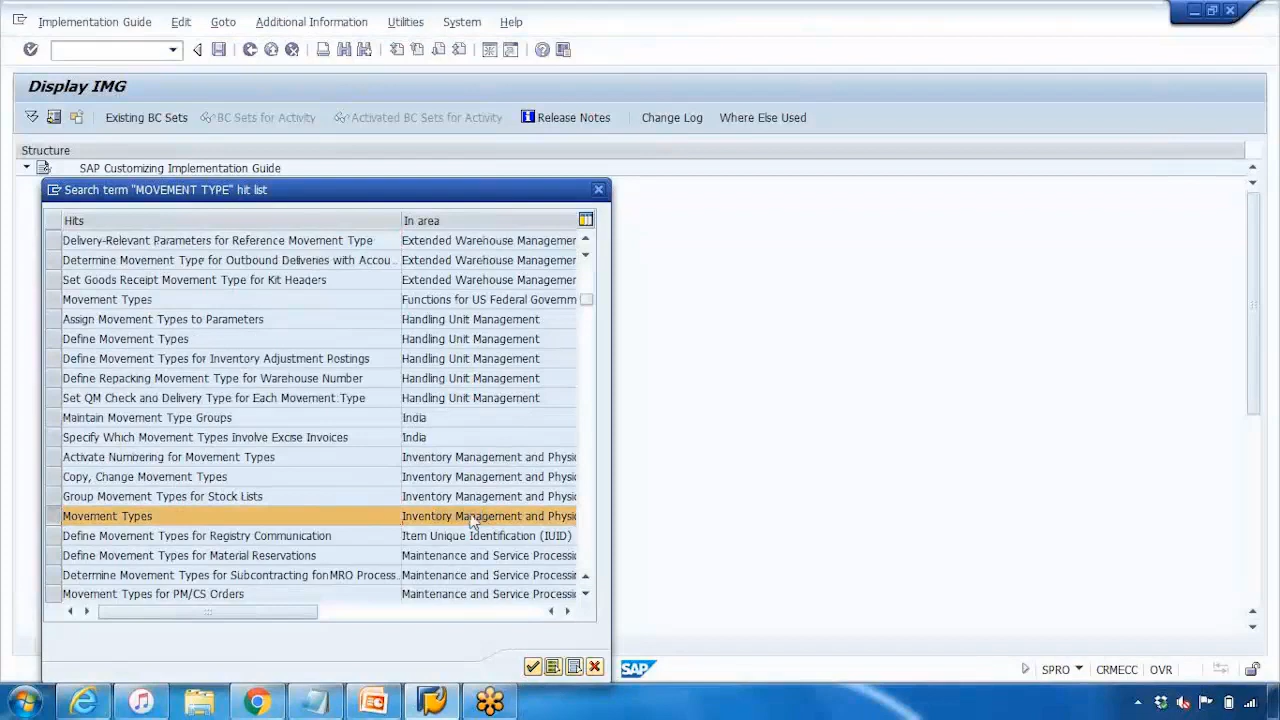 Implementation Guide Edit Goto Additional Information Utilities System Help
Display IMG
Existing BC Sets BC Sets for Activity Activated BC Sets for Activity Release Notes Change Log Where Else Used
Structure
SAP Customizing Implementation Guide
Search term "MOVEMENT TYPE" hit list
Hits In area
Delivery-Relevant Parameters for Reference Movement Type Extended Warehouse Managemer
Determine Movement Type for Outbound Deliveries with Accou... Extended Warehouse Managemer
Set Goods Receipt Movement Type for Kit Headers Extended Warehouse Managemer
Movement Types Functions for US Federal Governm
Assign Movement Types to Parameters Handling Unit Management
Define Movement Types Handling Unit Management
Define Movement Types for Inventory Adjustment Postings Handling Unit Management
Define Repacking Movement Type for Warehouse Number Handling Unit Management
Set QM Check and Delivery Type for Each Movement Type Handling Unit Management
Maintain Movement Type Groups India
Specify Which Movement Types Involve Excise Invoices India
Activate Numbering for Movement Types Inventory Management and Physic
Copy, Change Movement Types Inventory Management and Physic
Group Movement Types for Stock Lists Inventory Management and Physic
Movement Types Inventory Management and Physic
Define Movement Types for Registry Communication Item Unique Identification (IUID)
Define Movement Types for Material Reservations Maintenance and Service Processin
Determine Movement Types for Subcontracting for MRO Process... Maintenance and Service Processin
Movement Types for PM/CS Orders Maintenance and Service Processin
SAP SPRO CRMECC OVR